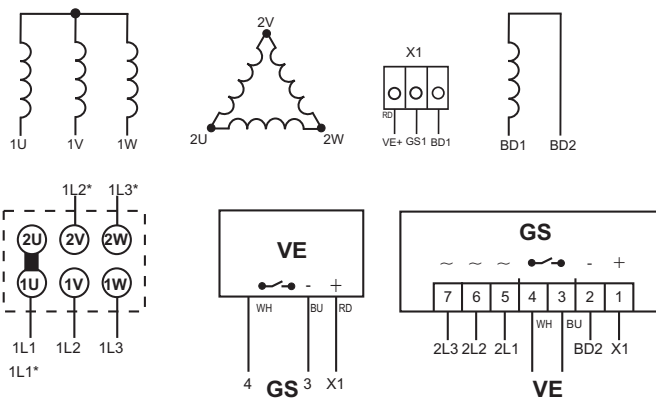 1U 1V 1W
2V
2U 2W
X1
RD
VE+ GS1 BD1
BD1 BD2
1L2* 1L3*
2U 2V 2W
1U 1V 1W
1L1 1L2 1L3
1L1*
VE
- +
WH BU RD
4 GS 3 X1
GS
~ ~ ~ - +
7 6 5 4 3 2 1
WH BU
2L3 2L2 2L1 BD2 X1
VE